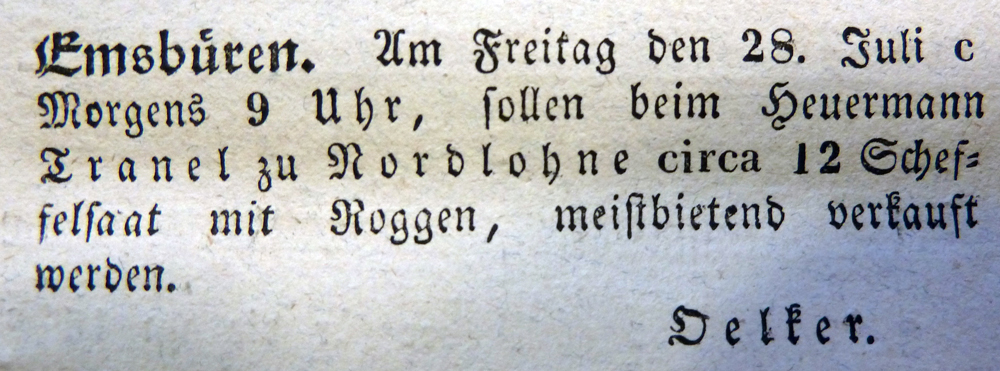 Emsbüren. Am Freitag den 28. Juli c
Morgens 9 Uhr, ſollen beim Heuermann
Tranel zu Nordlohne circa 12 Schef⸗
felſaat mit Roggen, meiſtbietend verkauft
werden.
Oelker.